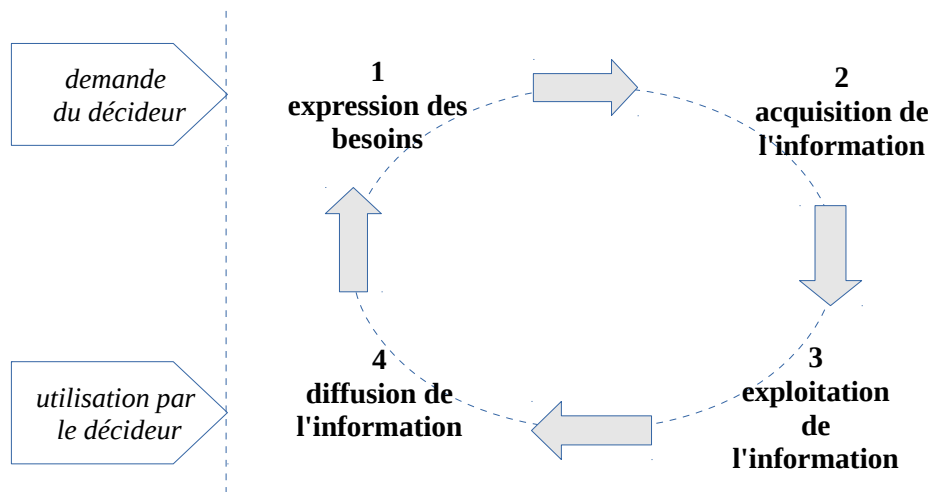 demande
du décideur
1
expression des
besoins
2
acquisition de
l'information
3
exploitation
de
l'information
4
diffusion de
l'information
utilisation par
le décideur